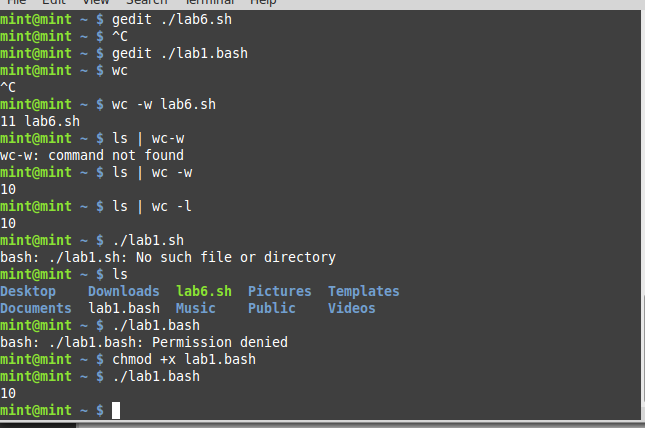 File Edit View Search Terminal Help
mint@mint ~ $ gedit ./lab6.sh
mint@mint ~ $ ^C
mint@mint ~ $ gedit ./lab1.bash
mint@mint ~ $ wc
^C
mint@mint ~ $ wc -w lab6.sh
11 lab6.sh
mint@mint ~ $ ls | wc-w
wc-w: command not found
mint@mint ~ $ ls | wc -w
10
mint@mint ~ $ ls | wc -l
10
mint@mint ~ $ ./lab1.sh
bash: ./lab1.sh: No such file or directory
mint@mint ~ $ ls
Desktop Downloads lab6.sh Pictures Templates
Documents lab1.bash Music Public Videos
mint@mint ~ $ ./lab1.bash
bash: ./lab1.bash: Permission denied
mint@mint ~ $ chmod +x lab1.bash
mint@mint ~ $ ./lab1.bash
10
mint@mint ~ $